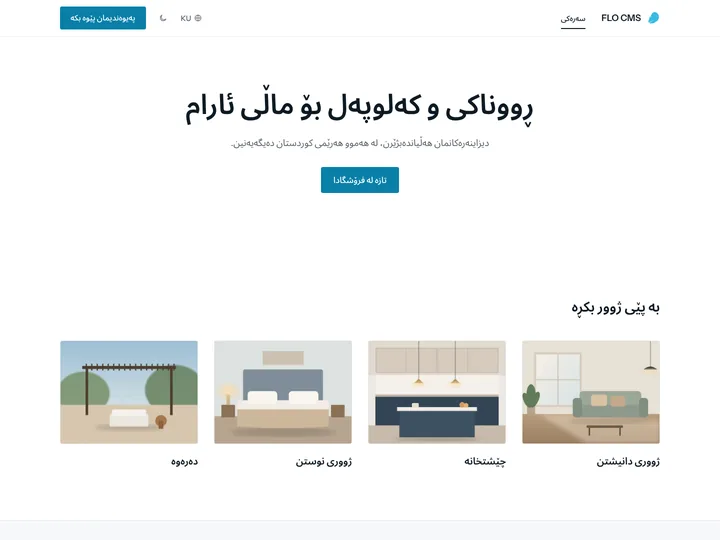 FLO CMS
سەرەکی
KU
پەیوەندیمان پێوە بکە
ڕووناکی و کەلوپەل بۆ ماڵی ئارام
دیزاینەرەکانمان هەڵیاندەبژێرن، لە هەموو هەرێمی کوردستان دەیگەیەنین.
تازە لە فرۆشگادا
بە پێی ژوور بکڕە
ژووری دانیشتن
چێشتخانە
ژووری نوستن
دەرەوە